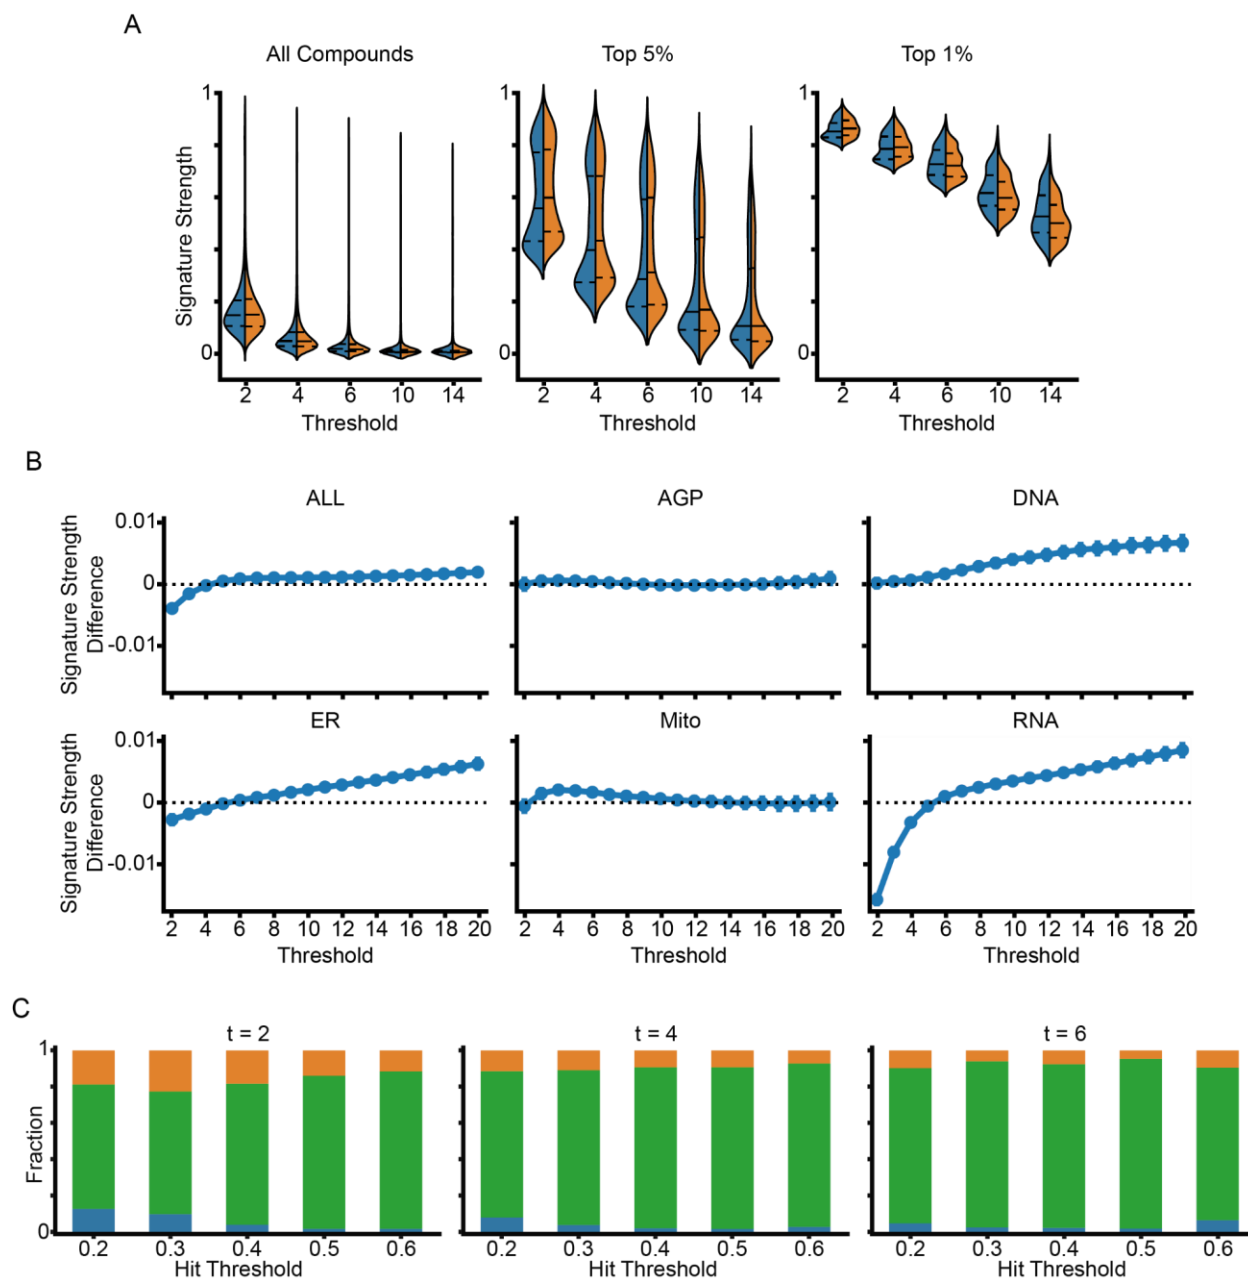 A
All Compounds
Top 5%
Top 1%
Signature Strength
1
0
1
0
1
0
2 4 6 10 14
2 4 6 10 14
2 4 6 10 14
Threshold
Threshold
Threshold
B
ALL
AGP
DNA
Signature Strength
Difference
0.01
0
-0.01
ER
Mito
RNA
Signature Strength
Difference
0.01
0
-0.01
2 4 6 8 10 12 14 16 18 20
2 4 6 8 10 12 14 16 18 20
2 4 6 8 10 12 14 16 18 20
Threshold
Threshold
Threshold
C
t = 2
t = 4
t = 6
Fraction
1
0
0.2 0.3 0.4 0.5 0.6
0.2 0.3 0.4 0.5 0.6
0.2 0.3 0.4 0.5 0.6
Hit Threshold
Hit Threshold
Hit Threshold